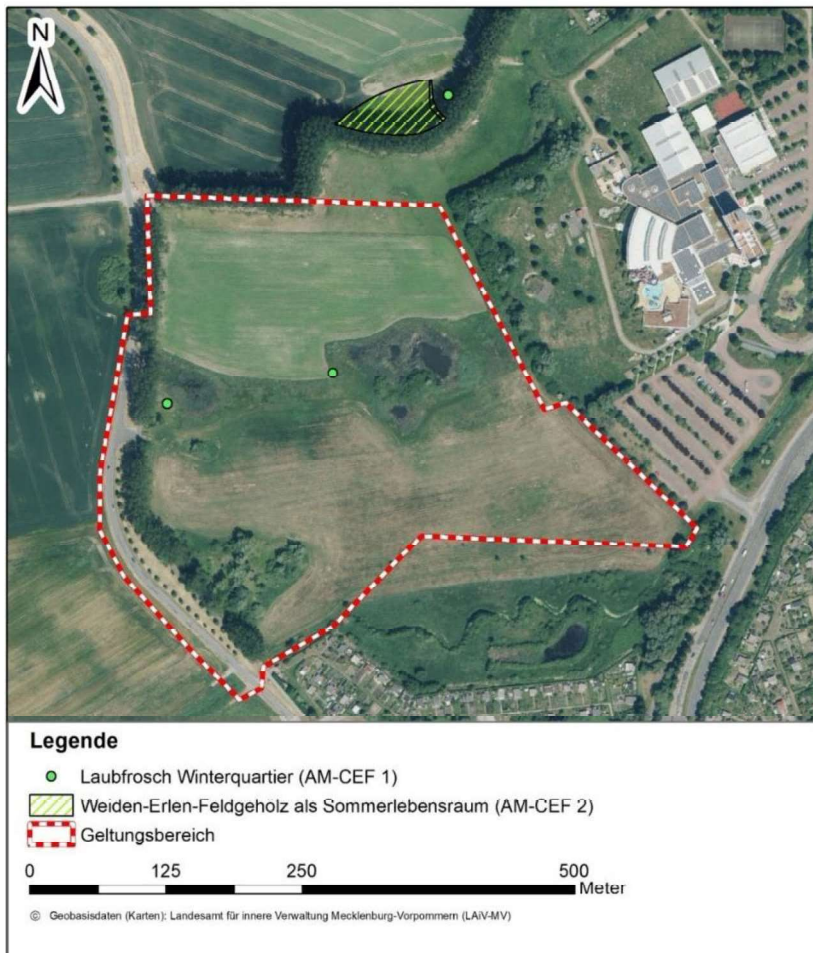 N
Legende
Laubfrosch Winterquartier (AM-CEF 1)
Weiden-Erlen-Feldgeholz als Sommerlebensraum (AM-CEF 2)
Geltungsbereich
0 125 250 500
Meter
© Geobasisdaten (Karten): Landesamt für innere Verwaltung Mecklenburg-Vorpommern (LAiV-MV)